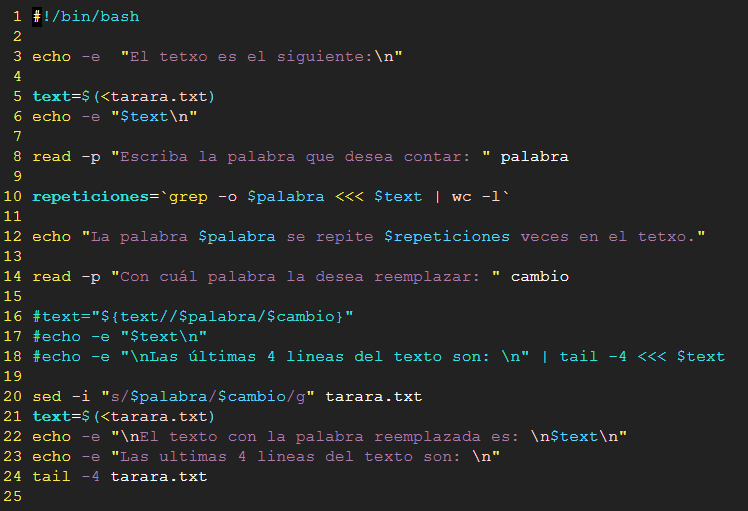 1 #!/bin/bash
2
3 echo -e  "El tetxo es el siguiente:\n"
4
5 text=$(<tarara.txt)
6 echo -e "$text\n"
7
8 read -p "Escriba la palabra que desea contar: " palabra
9
10 repeticiones=`grep -o $palabra <<< $text | wc -l`
11
12 echo "La palabra $palabra se repite $repeticiones veces en el tetxo."
13
14 read -p "Con cuál palabra la desea reemplazar: " cambio
15
16 #text="${text//$palabra/$cambio}"
17 #echo -e "$text\n"
18 #echo -e "\nLas últimas 4 lineas del texto son: \n" | tail -4 <<< $text
19
20 sed -i "s/$palabra/$cambio/g" tarara.txt
21 text=$(<tarara.txt)
22 echo -e "\nEl texto con la palabra reemplazada es: \n$text\n"
23 echo -e "Las ultimas 4 lineas del texto son: \n"
24 tail -4 tarara.txt
25